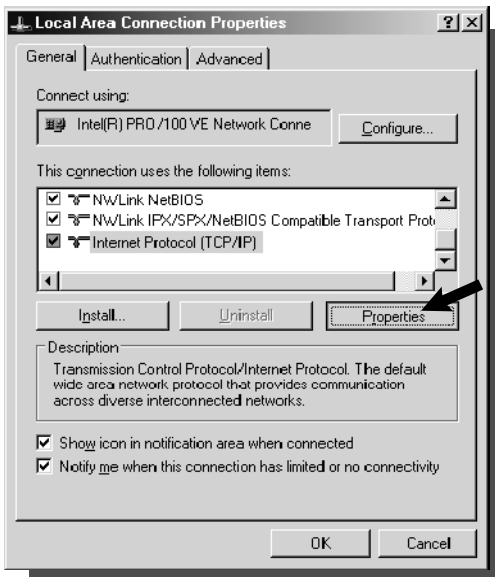 Local Area Connection Properties
General Authentication Advanced
Connect using:
Intel(R) PRO/100 VE Network Conne
Configure...
This connection uses the following items:
NWLink NetBIOS
NWLink IPX/SPX/NetBIOS Compatible Transport Proto
Internet Protocol (TCP/IP)
Install... Uninstall Properties
Description
Transmission Control Protocol/Internet Protocol. The default
wide area network protocol that provides communication
across diverse interconnected networks.
Show icon in notification area when connected
Notify me when this connection has limited or no connectivity
OK Cancel